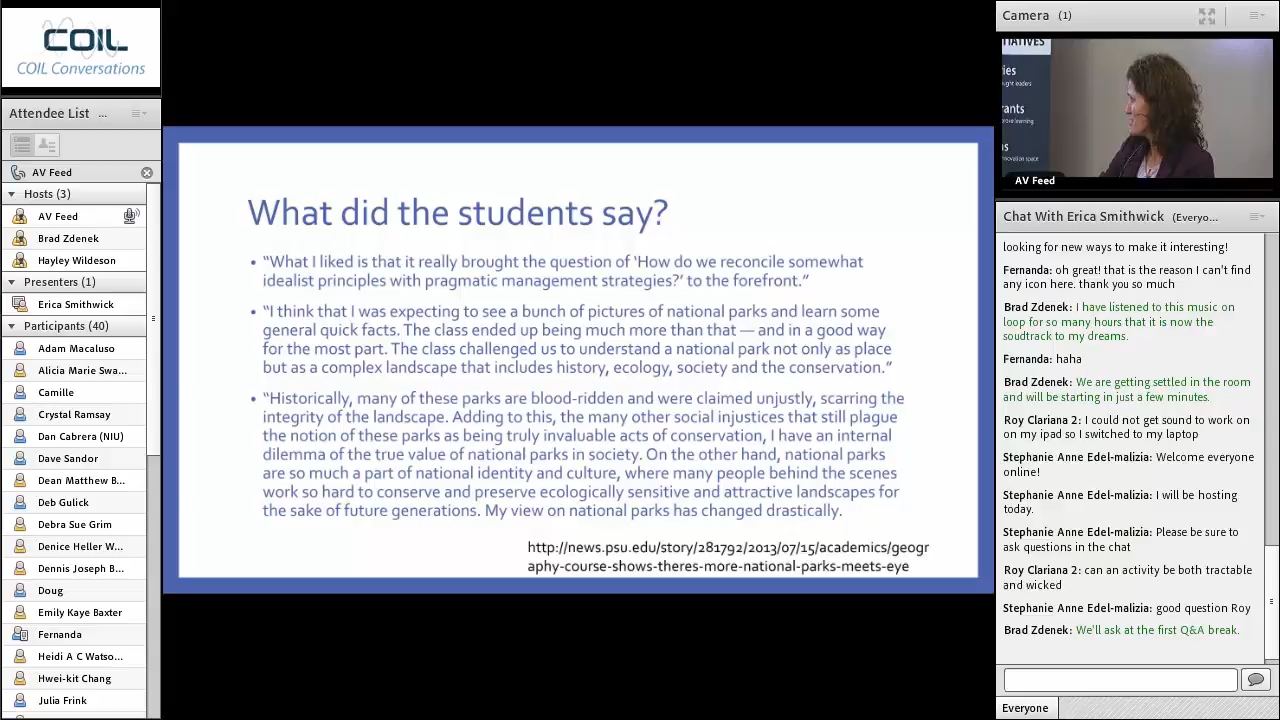 COIL
COIL Conversations
Attendee List ...
AV Feed
Hosts (3)
AV Feed
Brad Zdenek
Hayley Wildeson
Presenters (1)
Erica Smithwick
Participants (40)
Adam Macaluso
Alicia Marie Swa...
Camille
Crystal Ramsay
Dan Cabrera (NIU)
Dave Sandor
Dean Matthew B...
Deb Gulick
Debra Sue Grim
Denice Heller W...
Dennis Joseph B...
Doug
Emily Kaye Baxter
Fernanda
Heidi A C Watso...
Hwei-kit Chang
Julia Frink
What did the students say?
• "What I liked is that it really brought the question of 'How do we reconcile somewhat
idealist principles with pragmatic management strategies?' to the forefront."
• "I think that I was expecting to see a bunch of pictures of national parks and learn some
general quick facts. The class ended up being much more than that — and in a good way
for the most part. The class challenged us to understand a national park not only as place
but as a complex landscape that includes history, ecology, society and the conservation."
• "Historically, many of these parks are blood-ridden and were claimed unjustly, scarring the
integrity of the landscape. Adding to this, the many other social injustices that still plague
the notion of these parks as being truly invaluable acts of conservation, I have an internal
dilemma of the true value of national parks in society. On the other hand, national parks
are so much a part of national identity and culture, where many people behind the scenes
work so hard to conserve and preserve ecologically sensitive and attractive landscapes for
the sake of future generations. My view on national parks has changed drastically.
http://news.psu.edu/story/281792/2013/07/15/academics/geogr
aphy-course-shows-theres-more-national-parks-meets-eye
Camera (1)
AV Feed
Chat With Erica Smithwick (Everyo...
looking for new ways to make it interesting!
Fernanda: oh great! that is the reason I can't find
any icon here. thank you so much
Brad Zdenek: I have listened to this music on
loop for so many hours that it is now the
soudtrack to my dreams.
Fernanda: haha
Brad Zdenek: We are getting settled in the room
and will be starting in just a few minutes.
Roy Clariana 2: I could not get sound to work on
on my ipad so I switched to my laptop
Stephanie Anne Edel-malizia: Welcome everyone
online!
Stephanie Anne Edel-malizia: I will be hosting
today.
Stephanie Anne Edel-malizia: Please be sure to
ask questions in the chat
Roy Clariana 2: can an activity be both tractable
and wicked
Stephanie Anne Edel-malizia: good question Roy
Brad Zdenek: We'll ask at the first Q&A break.
Everyone